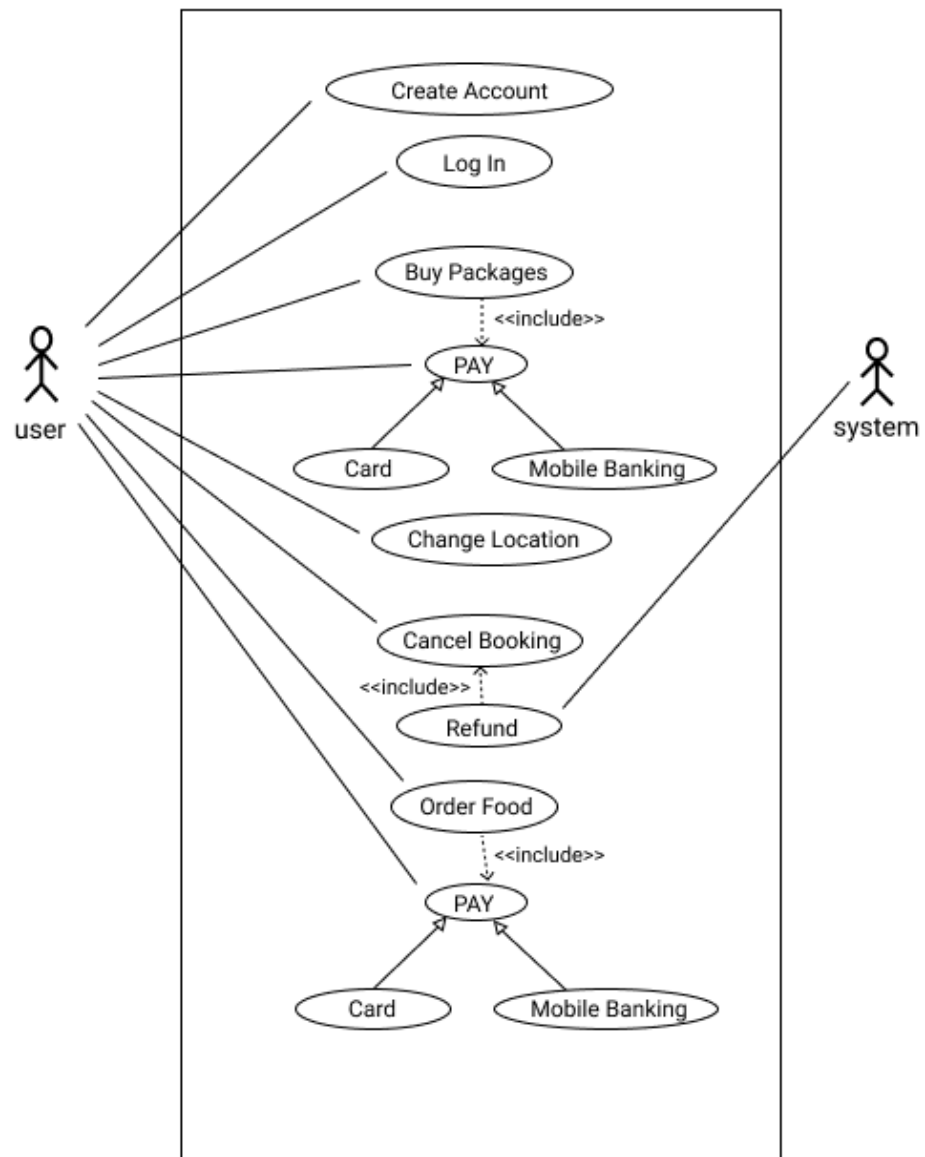 Create Account
Log In
Buy Packages
<<include>>
PAY
user
system
Card
Mobile Banking
Change Location
Cancel Booking
<<include>>
Refund
Order Food
<<include>>
PAY
Card
Mobile Banking